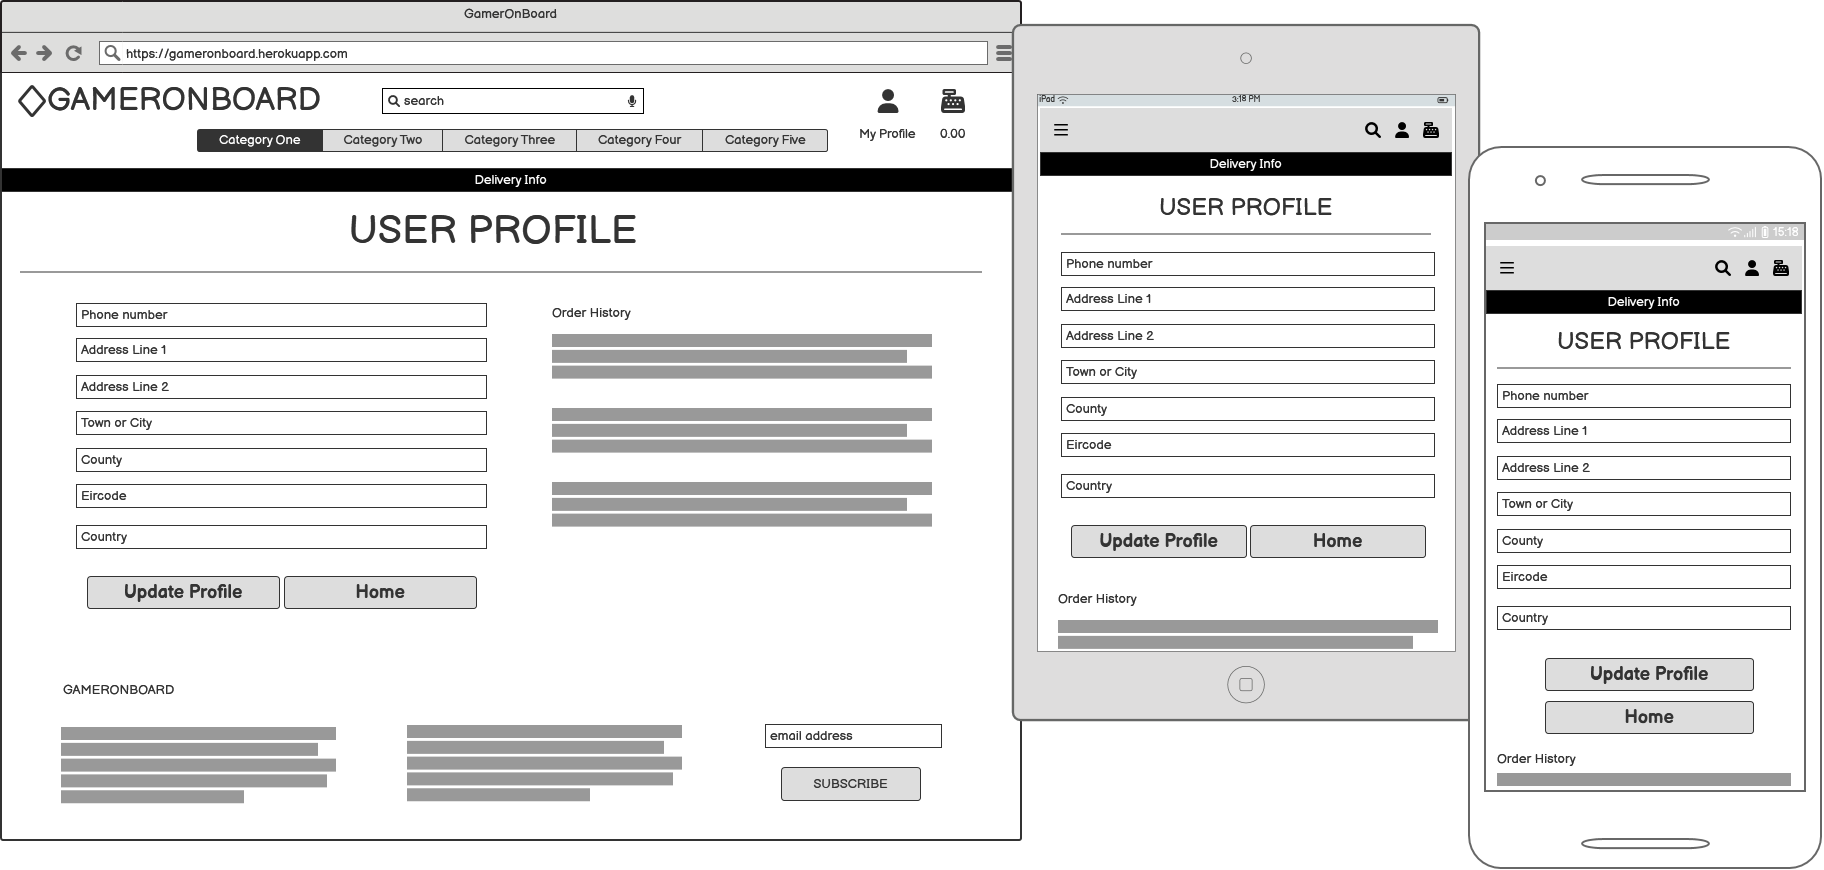 GamerOnBoard
https://gameronboard.herokuapp.com
GAMERONBOARD
search
My Profile
0.00
Category One
Category Two
Category Three
Category Four
Category Five
Delivery Info
USER PROFILE
Phone number
Address Line 1
Address Line 2
Town or City
County
Eircode
Country
Update Profile
Home
Order History
GAMERONBOARD
email address
SUBSCRIBE
iPad
3:18 PM
Delivery Info
USER PROFILE
Phone number
Address Line 1
Address Line 2
Town or City
County
Eircode
Country
Update Profile
Home
Order History
15:18
Delivery Info
USER PROFILE
Phone number
Address Line 1
Address Line 2
Town or City
County
Eircode
Country
Update Profile
Home
Order History